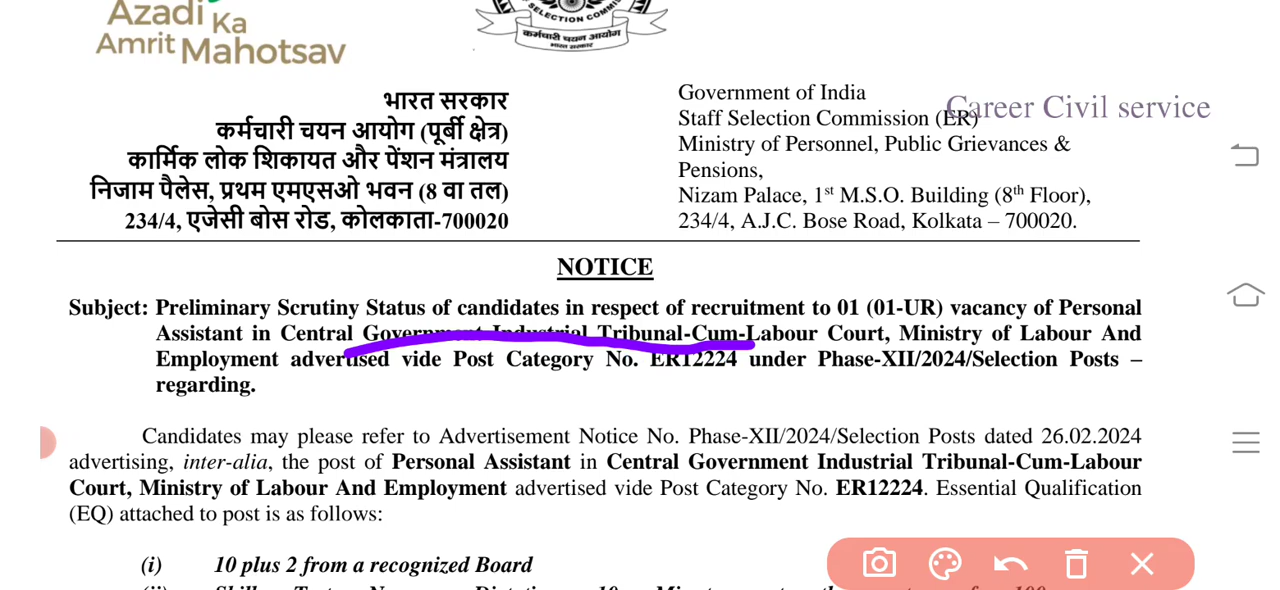 Azadi Ka
Amrit Mahotsav
SELECTION COMM
कर्मचारी चयन आयोग
भारत सरकार
भारत सरकार
कर्मचारी चयन आयोग (पूर्बी क्षेत्र)
कार्मिक लोक शिकायत और पेंशन मंत्रालय
निजाम पैलेस, प्रथम एमएसओ भवन (8 वा तल)
234/4, एजेसी बोस रोड, कोलकाता-700020
Government of India
Staff Selection Commission (ER)
Career Civil service
Ministry of Personnel, Public Grievances &
Pensions,
Nizam Palace, 1st M.S.O. Building (8th Floor),
234/4, A.J.C. Bose Road, Kolkata – 700020.
NOTICE
Subject: Preliminary Scrutiny Status of candidates in respect of recruitment to 01 (01-UR) vacancy of Personal
Assistant in Central Government Industrial Tribunal-Cum-Labour Court, Ministry of Labour And
Employment advertised vide Post Category No. ER12224 under Phase-XII/2024/Selection Posts –
regarding.
Candidates may please refer to Advertisement Notice No. Phase-XII/2024/Selection Posts dated 26.02.2024
advertising, inter-alia, the post of Personal Assistant in Central Government Industrial Tribunal-Cum-Labour
Court, Ministry of Labour And Employment advertised vide Post Category No. ER12224. Essential Qualification
(EQ) attached to post is as follows:
(i) 10 plus 2 from a recognized Board